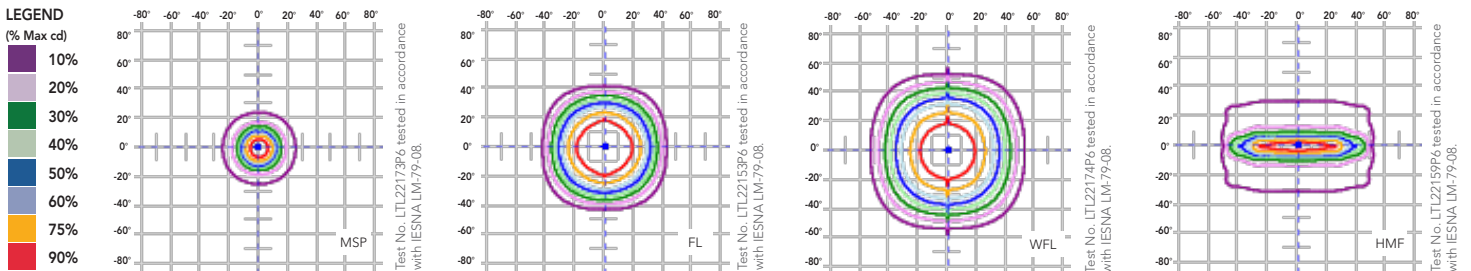 LEGEND
(% Max cd)
10%
20%
30%
40%
50%
60%
75%
90%
-80° -60° -40° -20° 0° 20° 40° 60° 80°
80°
60°
40°
20°
0°
-20°
-40°
-60°
-80°
MSP
Test No. LTL22173P6 tested in accordance
with IESNA LM-79-08.
-80° -60° -40° -20° 0° 20° 40° 60° 80°
80°
60°
40°
20°
0°
-20°
-40°
-60°
-80°
FL
Test No. LTL22153P6 tested in accordance
with IESNA LM-79-08.
-80° -60° -40° -20° 0° 20° 40° 60° 80°
80°
60°
40°
20°
0°
-20°
-40°
-60°
-80°
WFL
Test No. LTL22174P6 tested in accordance
with IESNA LM-79-08.
-80° -60° -40° -20° 0° 20° 40° 60° 80°
80°
60°
40°
20°
0°
-20°
-40°
-60°
-80°
HMF
Test No. LTL22159P6 tested in accordance
with IESNA LM-79-08.